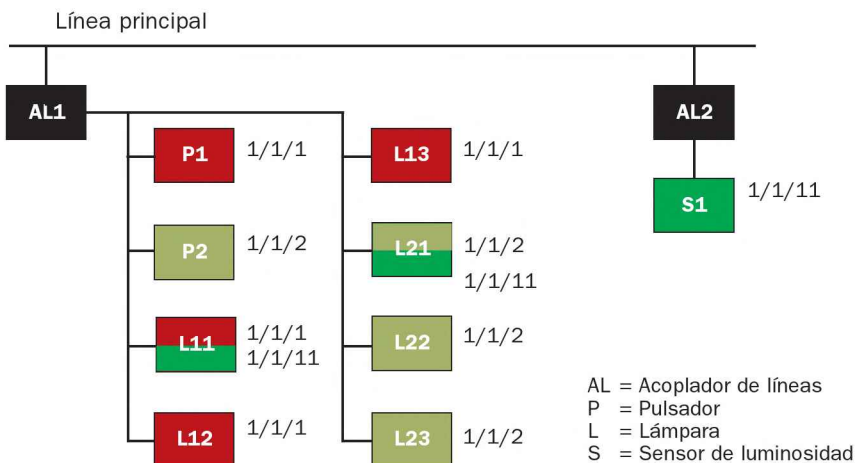 Línea principal
AL1
AL2
P1 1/1/1
L13 1/1/1
S1 1/1/11
P2 1/1/2
L21 1/1/2
1/1/11
L11 1/1/1
1/1/11
L22 1/1/2
L12 1/1/1
L23 1/1/2
AL = Acoplador de líneas
P = Pulsador
L = Lámpara
S = Sensor de luminosidad